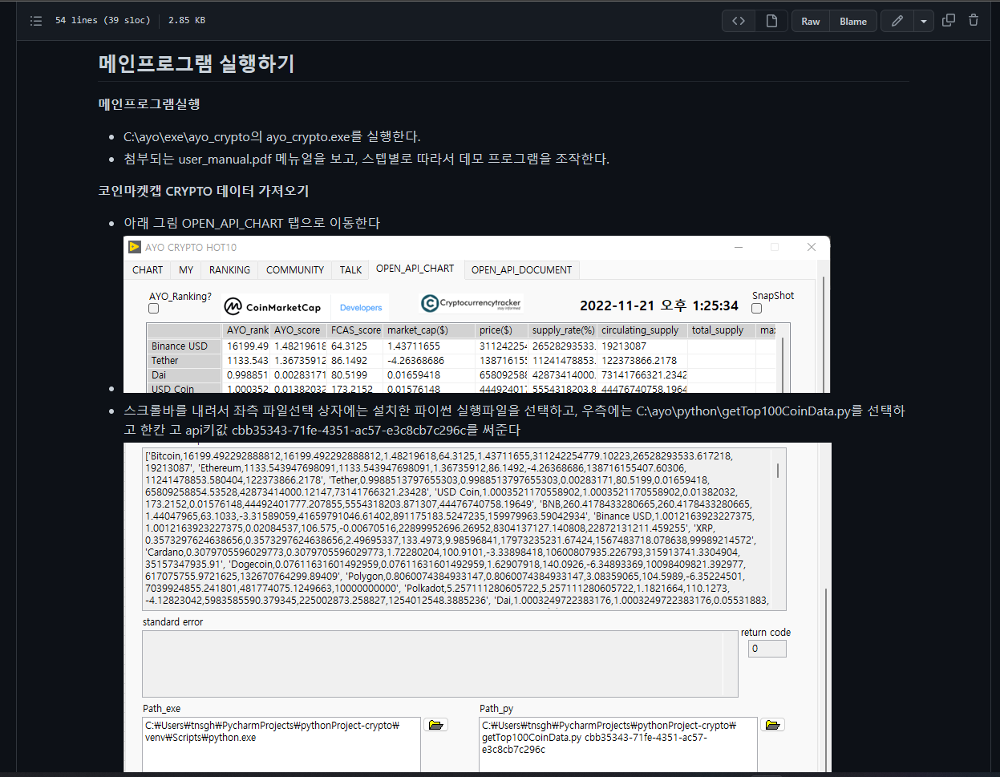 54 lines (39 sloc) 2.85 KB
Raw Blame
메인프로그램 실행하기
메인프로그램실행
C:\ayo\exe\ayo_crypto의 ayo_crypto.exe를 실행한다.
첨부되는 user_manual.pdf 메뉴얼을 보고, 스텝별로 따라서 데모 프로그램을 조작한다.
코인마켓캡 CRYPTO 데이터 가져오기
아래 그림 OPEN_API_CHART 탭으로 이동한다
AYO CRYPTO HOT10
CHART MY RANKING COMMUNITY TALK OPEN_API_CHART OPEN_API_DOCUMENT
AYO_Ranking? CoinMarketCap Developers Cryptocurrencytracker stay informed 2022-11-21 오후 1:25:34 SnapShot
AYO_rank AYO_score FCAS_score market_cap($) price($) supply_rate(%) circulating_supply total_supply max
Binance USD 16199.49 1.48219618 64.3125 1.43711655 311242254 26528293533. 19213087
Tether 1133.543 1.36735912 86.1492 -4.26368686 138716155 11241478853. 122373866.2178
Dai 0.998851 0.00283171 80.5199 0.01659418 658092588 42873414000. 73141766321.2342
USD Coin 1.000352 0.01382032 173.2152 0.01576148 444924017 5554318203.8 44476740758.1964
스크롤바를 내려서 좌측 파일선택 상자에는 설치한 파이썬 실행파일을 선택하고, 우측에는 C:\ayo\python\getTop100CoinData.py를 선택하
고 한칸 고 api키값 cbb35343-71fe-4351-ac57-e3c8cb7c296c를 써준다
['Bitcoin,16199.492292888812,16199.492292888812,1.48219618,64.3125,1.43711655,311242254779.10223,26528293533.617218,
19213087', 'Ethereum,1133.543947698091,1133.543947698091,1.36735912,86.1492,-4.26368686,138716155407.60306,
11241478853.580404,122373866.2178', 'Tether,0.9988513797655303,0.9988513797655303,0.00283171,80.5199,0.01659418,
65809258854.53528,42873414000.12147,73141766321.23428', 'USD Coin,1.0003521170558902,1.0003521170558902,0.01382032,
173.2152,0.01576148,44492401777.207855,5554318203.871307,44476740758.19649', 'BNB,260.4178433280665,260.4178433280665,
1.44047965,63.1033,-3.31589059,41659791046.61402,891175183.5247235,159979963.59042934', 'Binance USD,1.0012163923227375,
1.0012163923227375,0.02084537,106.575,-0.00670516,22899952696.26952,8304137127.140808,22872131211.459255', 'XRP,
0.3573297624638656,0.3573297624638656,2.49695337,133.4973,9.98596841,17973235231.67424,1567483718.078638,99989214572',
'Cardano,0.3079705596029773,0.3079705596029773,1.72280204,100.9101,-3.33898418,10600807935.226793,315913741.3304904,
35157347935.91', 'Dogecoin,0.07611631601492959,0.07611631601492959,1.62907918,140.0926,-6.34893369,10098409821.392977,
617075755.9721625,132670764299.89409', 'Polygon,0.8060074384933147,0.8060074384933147,3.08359065,104.5989,-6.35224501,
7039924855.241801,481774075.1249663,10000000000', 'Polkadot,5.257111280605722,5.257111280605722,1.1821664,110.1273,
-4.12823042,5983585590.379345,225002873.258827,1254012548.3885236', 'Dai,1.0003249722383176,1.0003249722383176,0.05531883,
standard error
return code
0
Path_exe Path_py
C:₩Users₩tnsgh₩PycharmProjects₩pythonProject-crypto₩
venv₩Scripts₩python.exe
C:₩Users₩tnsgh₩PycharmProjects₩pythonProject-crypto₩
getTop100CoinData.py cbb35343-71fe-4351-ac57-
e3c8cb7c296c